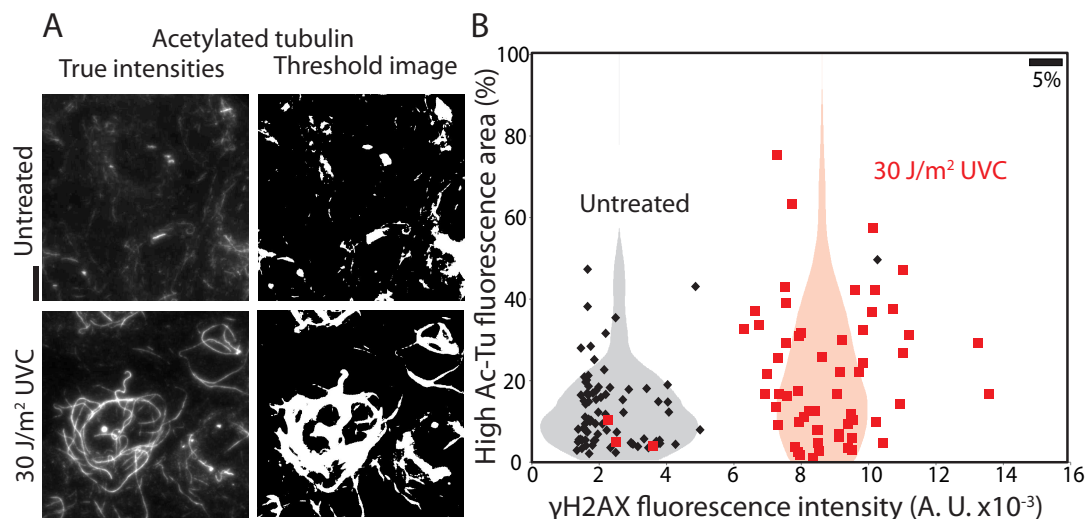 A
Acetylated tubulin
True intensities
Threshold image
Untreated
30 J/m² UVC
B
High Ac-Tu fluorescence area (%)
100
80
60
40
20
0
0 2 4 6 8 10 12 14 16
γH2AX fluorescence intensity (A. U. x10⁻³)
Untreated
30 J/m² UVC
5%